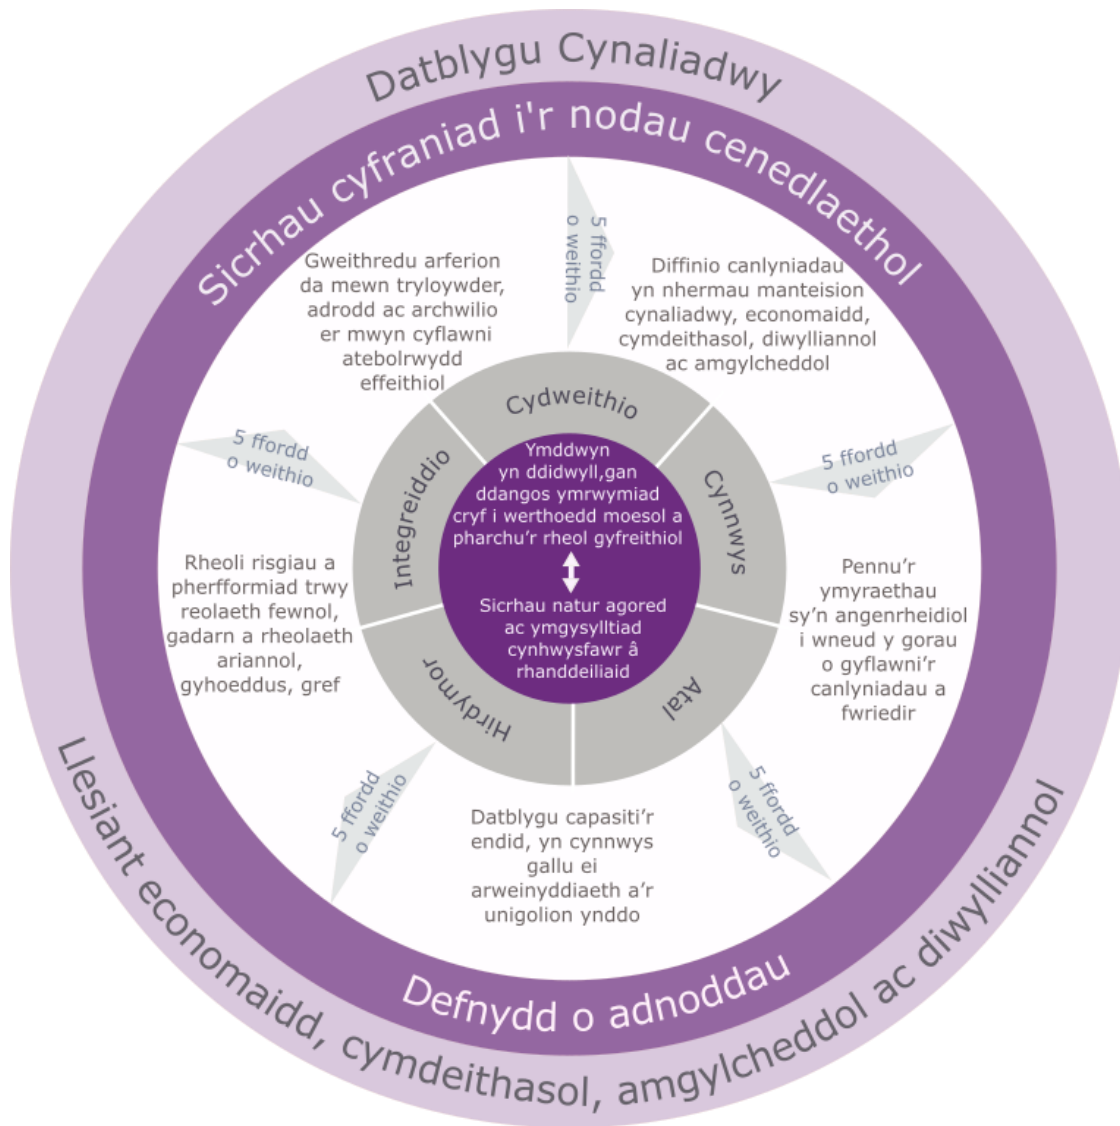 Datblygu Cynaliadwy
Sicrhau cyfraniad i'r nodau cenedlaethol
5 ffordd
o weithio
Gweithredu arferion
da mewn tryloywder,
adrodd ac archwilio
er mwyn cyflawni
atebolrwydd
effeithiol
Diffinio canlyniadau
yn nhermau manteision
cynaliadwy, economaidd,
cymdeithasol, diwylliannol
ac amgylcheddol
5 ffordd
o weithio
5 ffordd
o weithio
Cydweithio
Integreiddio
Cynnwys
Ymddwyn
yn ddidwyll,gan
ddangos ymrwymiad
cryf i werthoedd moesol a
pharchu’r rheol gyfreithiol
Sicrhau natur agored
ac ymgysylltiad
cynhwysfawr â
rhanddeiliaid
Rheoli risgiau a
pherfformiad trwy
reolaeth fewnol,
gadarn a rheolaeth
ariannol,
gyhoeddus, gref
Pennu’r
ymyraethau
sy’n angenrheidiol
i wneud y gorau
o gyflawni’r
canlyniadau a
fwriedir
Hirdymor
Atal
5 ffordd
o weithio
5 ffordd
o weithio
Datblygu capasiti’r
endid, yn cynnwys
gallu ei
arweinyddiaeth a’r
unigolion ynddo
Defnydd o adnoddau
Llesiant economaidd, cymdeithasol, amgylcheddol ac diwylliannol